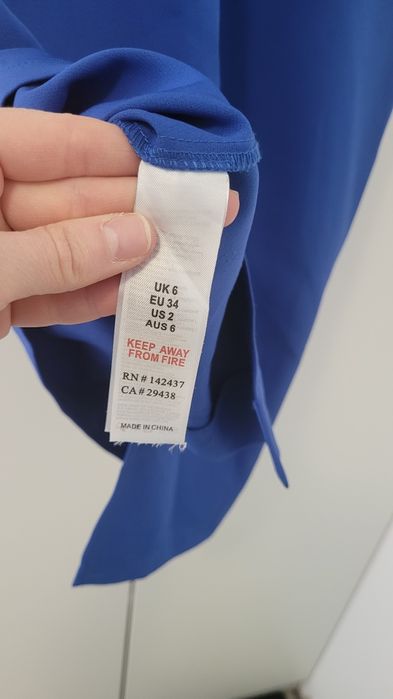 UK 6
EU 34
US 2
AUS 6
KEEP AWAY
FROM FIRE
RN # 142437
CA # 29438
MADE IN CHINA